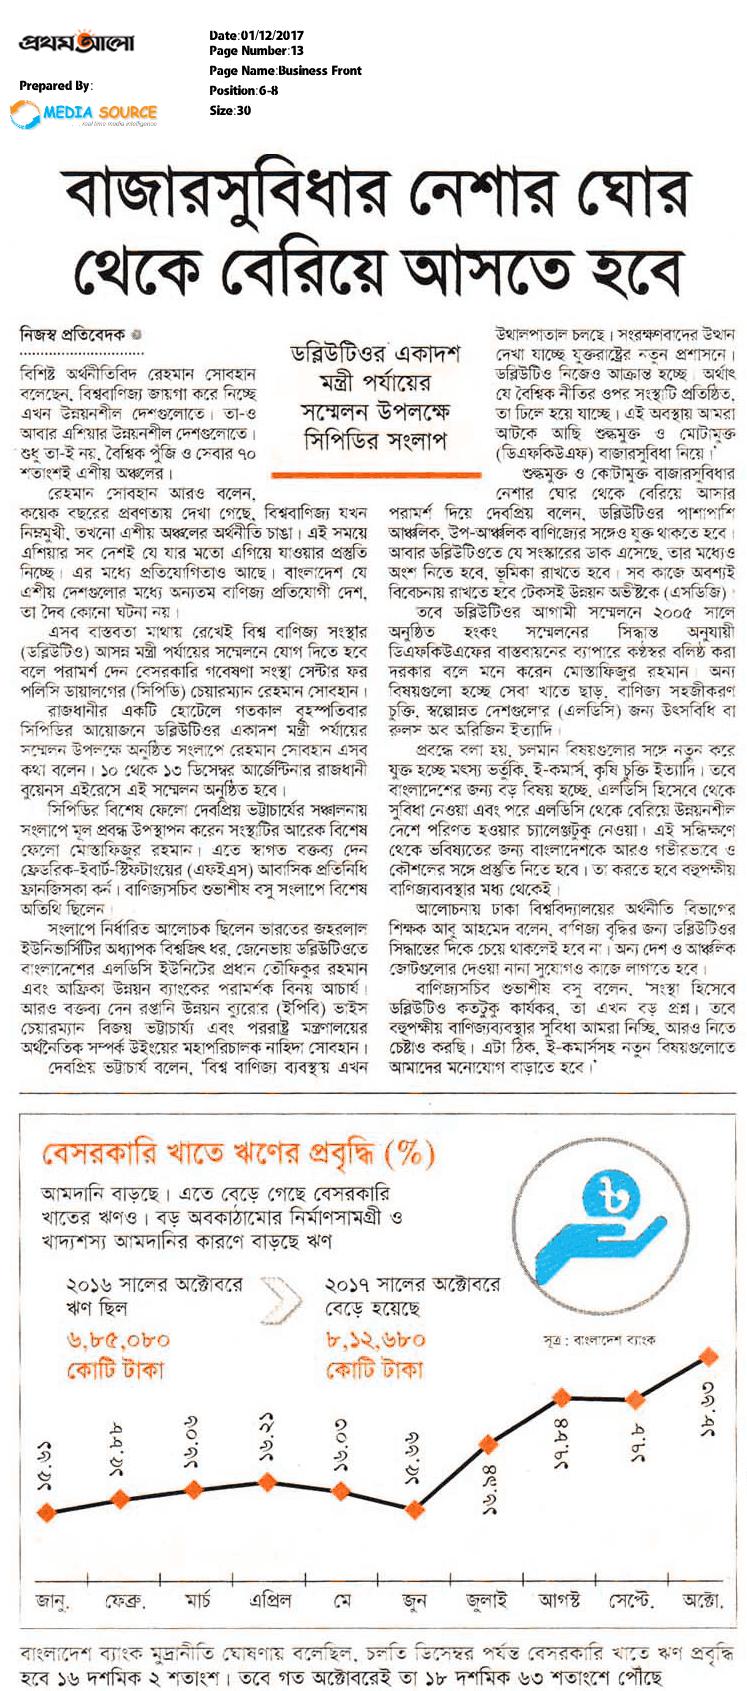 প্রথম আলো
Date:01/12/2017
Page Number:13
Page Name:Business Front
Position:6-8
Size:30
Prepared By:
MEDIA SOURCE
real time media intelligence
বাজারসুবিধার নেশার ঘোর
থেকে বেরিয়ে আসতে হবে
নিজস্ব প্রতিবেদক
বিশিষ্ট অর্থনীতিবিদ রেহমান সোবহান
বলেছেন, বিশ্ববাণিজ্য জায়গা করে নিচ্ছে
এখন উন্নয়নশীল দেশগুলোতে। তা-ও
আবার এশিয়ার উন্নয়নশীল দেশগুলোতে।
শুধু তা-ই নয়, বৈশ্বিক পুঁজি ও সেবার ৭০
শতাংশই এশীয় অঞ্চলের।
রেহমান সোবহান আরও বলেন,
কয়েক বছরের প্রবণতায় দেখা গেছে, বিশ্ববাণিজ্য যখন
নিম্নমুখী, তখনো এশীয় অঞ্চলের অর্থনীতি চাঙা। এই সময়ে
এশিয়ার সব দেশই যে যার মতো এগিয়ে যাওয়ার প্রস্তুতি
নিচ্ছে। এর মধ্যে প্রতিযোগিতাও আছে। বাংলাদেশ যে
এশীয় দেশগুলোর মধ্যে অন্যতম বাণিজ্য প্রতিযোগী দেশ,
তা দৈব কোনো ঘটনা নয়।
এসব বাস্তবতা মাথায় রেখেই বিশ্ব বাণিজ্য সংস্থার
(ডব্লিউটিও) আসন্ন মন্ত্রী পর্যায়ের সম্মেলনে যোগ দিতে হবে
বলে পরামর্শ দেন বেসরকারি গবেষণা সংস্থা সেন্টার ফর
পলিসি ডায়ালগের (সিপিডি) চেয়ারম্যান রেহমান সোবহান।
রাজধানীর একটি হোটেলে গতকাল বৃহস্পতিবার
সিপিডির আয়োজনে ডব্লিউটিওর একাদশ মন্ত্রী পর্যায়ের
সম্মেলন উপলক্ষে অনুষ্ঠিত সংলাপে রেহমান সোবহান এসব
কথা বলেন। ১০ থেকে ১৩ ডিসেম্বর আর্জেন্টিনার রাজধানী
বুয়েনস এইরেসে এই সম্মেলন অনুষ্ঠিত হবে।
সিপিডির বিশেষ ফেলো দেবপ্রিয় ভট্টাচার্যের সঞ্চালনায়
সংলাপে মূল প্রবন্ধ উপস্থাপন করেন সংস্থাটির আরেক বিশেষ
ফেলো মোস্তাফিজুর রহমান। এতে স্বাগত বক্তব্য দেন
ফ্রেডরিক-ইবার্ট-স্টিফটাংয়ের (এফইএস) আবাসিক প্রতিনিধি
ফ্রানজিসকা কর্ন। বাণিজ্যসচিব শুভাশীষ বসু সংলাপে বিশেষ
অতিথি ছিলেন।
সংলাপে নির্ধারিত আলোচক ছিলেন ভারতের জহরলাল
ইউনিভার্সিটির অধ্যাপক বিশ্বজিৎ ধর, জেনেভায় ডব্লিউটিওতে
বাংলাদেশের এলডিসি ইউনিটের প্রধান তৌফিকুর রহমান
এবং আফ্রিকা উন্নয়ন ব্যাংকের পরামর্শক বিনয় আচার্য।
আরও বক্তব্য দেন রপ্তানি উন্নয়ন ব্যুরোর (ইপিবি) ভাইস
চেয়ারম্যান বিজয় ভট্টাচার্য্য এবং পররাষ্ট্র মন্ত্রণালয়ের
অর্থনৈতিক সম্পর্ক উইংয়ের মহাপরিচালক নাহিদা সোবহান।
দেবপ্রিয় ভট্টাচার্য বলেন, 'বিশ্ব বাণিজ্য ব্যবস্থায় এখন
ডব্লিউটিওর একাদশ
মন্ত্রী পর্যায়ের
সম্মেলন উপলক্ষে
সিপিডির সংলাপ
উথালপাতাল চলছে। সংরক্ষণবাদের উত্থান
দেখা যাচ্ছে যুক্তরাষ্ট্রের নতুন প্রশাসনে।
ডব্লিউটিও নিজেও আক্রান্ত হচ্ছে। অর্থাৎ
যে বৈশ্বিক নীতির ওপর সংস্থাটি প্রতিষ্ঠিত,
তা ঢিলে হয়ে যাচ্ছে। এই অবস্থায় আমরা
আটকে আছি শুল্কমুক্ত ও মোটামুক্ত
(ডিএফকিউএফ) বাজারসুবিধা নিয়ে।'
শুল্কমুক্ত ও কোটামুক্ত বাজারসুবিধার
নেশার ঘোর থেকে বেরিয়ে আসার
পরামর্শ দিয়ে দেবপ্রিয় বলেন, ডব্লিউটিওর পাশাপাশি
আঞ্চলিক, উপ-আঞ্চলিক বাণিজ্যের সঙ্গেও যুক্ত থাকতে হবে।
আবার ডব্লিউটিওতে যে সংস্কারের ডাক এসেছে, তার মধ্যেও
অংশ নিতে হবে, ভূমিকা রাখতে হবে। সব কাজে অবশ্যই
বিবেচনায় রাখতে হবে টেকসই উন্নয়ন অভীষ্টকে (এসডিজি)।
তবে ডব্লিউটিওর আগামী সম্মেলনে ২০০৫ সালে
অনুষ্ঠিত হংকং সম্মেলনের সিদ্ধান্ত অনুযায়ী
ডিএফকিউএফের বাস্তবায়নের ব্যাপারে কণ্ঠস্বর বলিষ্ঠ করা
দরকার বলে মনে করেন মোস্তাফিজুর রহমান। অন্য
বিষয়গুলো হচ্ছে সেবা খাতে ছাড়, বাণিজ্য সহজীকরণ
চুক্তি, স্বল্পোন্নত দেশগুলোর (এলডিসি) জন্য উৎসবিধি বা
রুলস অব অরিজিন ইত্যাদি।
প্রবন্ধে বলা হয়, চলমান বিষয়গুলোর সঙ্গে নতুন করে
যুক্ত হচ্ছে মৎস্য ভর্তুকি, ই-কমার্স, কৃষি চুক্তি ইত্যাদি। তবে
বাংলাদেশের জন্য বড় বিষয় হচ্ছে, এলডিসি হিসেবে থেকে
সুবিধা নেওয়া এবং পরে এলডিসি থেকে বেরিয়ে উন্নয়নশীল
দেশে পরিণত হওয়ার চ্যালেঞ্জটুকু নেওয়া। এই সন্ধিক্ষণে
থেকে ভবিষ্যতের জন্য বাংলাদেশকে আরও গভীরভাবে ও
কৌশলের সঙ্গে প্রস্তুতি নিতে হবে। তা করতে হবে বহুপক্ষীয়
বাণিজ্যব্যবস্থার মধ্য থেকেই।
আলোচনায় ঢাকা বিশ্ববিদ্যালয়ের অর্থনীতি বিভাগের
শিক্ষক আবু আহমেদ বলেন, বাণিজ্য বৃদ্ধির জন্য ডব্লিউটিওর
সিদ্ধান্তের দিকে চেয়ে থাকলেই হবে না। অন্য দেশ ও আঞ্চলিক
জোটগুলোর দেওয়া নানা সুযোগও কাজে লাগাতে হবে।
বাণিজ্যসচিব শুভাশীষ বসু বলেন, 'সংস্থা হিসেবে
ডব্লিউটিও কতটুকু কার্যকর, তা এখন বড় প্রশ্ন। তবে
বহুপক্ষীয় বাণিজ্যব্যবস্থার সুবিধা আমরা নিচ্ছি, আরও নিতে
চেষ্টাও করছি। এটা ঠিক, ই-কমার্সসহ নতুন বিষয়গুলোতে
আমাদের মনোযোগ বাড়াতে হবে।'
বেসরকারি খাতে ঋণের প্রবৃদ্ধি (%)
আমদানি বাড়ছে। এতে বেড়ে গেছে বেসরকারি
খাতের ঋণও। বড় অবকাঠামোর নির্মাণসামগ্রী ও
খাদ্যশস্য আমদানির কারণে বাড়ছে ঋণ
২০১৬ সালের অক্টোবরে
ঋণ ছিল
৬,৮৫,০৮০
কোটি টাকা
২০১৭ সালের অক্টোবরে
বেড়ে হয়েছে
৮,১২,৬৮০
কোটি টাকা
৳
সূত্র: বাংলাদেশ ব্যাংক
১৫.৬১
১৫.৮৮
১৬.০৬
১৬.২১
১৬.০৩
১৫.৬৬
১৬.৯৪
১৭.৮৪
১৭.৮
১৮.৬৩
জানু. ফেব্রু. মার্চ এপ্রিল মে জুন জুলাই আগস্ট সেপ্টে. অক্টো.
বাংলাদেশ ব্যাংক মুদ্রানীতি ঘোষণায় বলেছিল, চলতি ডিসেম্বর পর্যন্ত বেসরকারি খাতে ঋণ প্রবৃদ্ধি
হবে ১৬ দশমিক ২ শতাংশ। তবে গত অক্টোবরেই তা ১৮ দশমিক ৬৩ শতাংশে পৌঁছে